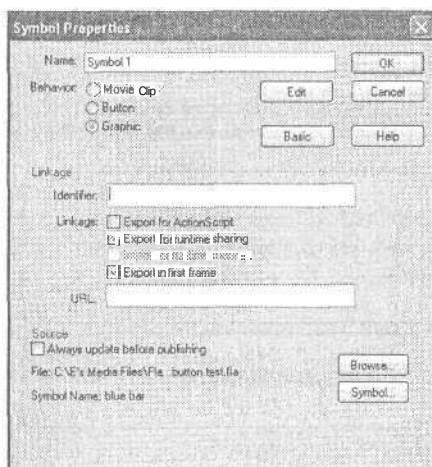 Symbol Properties
Name: Symbol 1
OK
Behavior: Movie Clip
Edit
Cancel
Button
Graphic
Basic
Help
Linkage
Identifier:
Linkage: Export for ActionScript
Export for runtime sharing
Export in first frame
URL:
Source
Always update before publishing
Browse...
File: C:\E's Media Files\Fla button test.fla
Symbol...
Symbol Name: blue bar